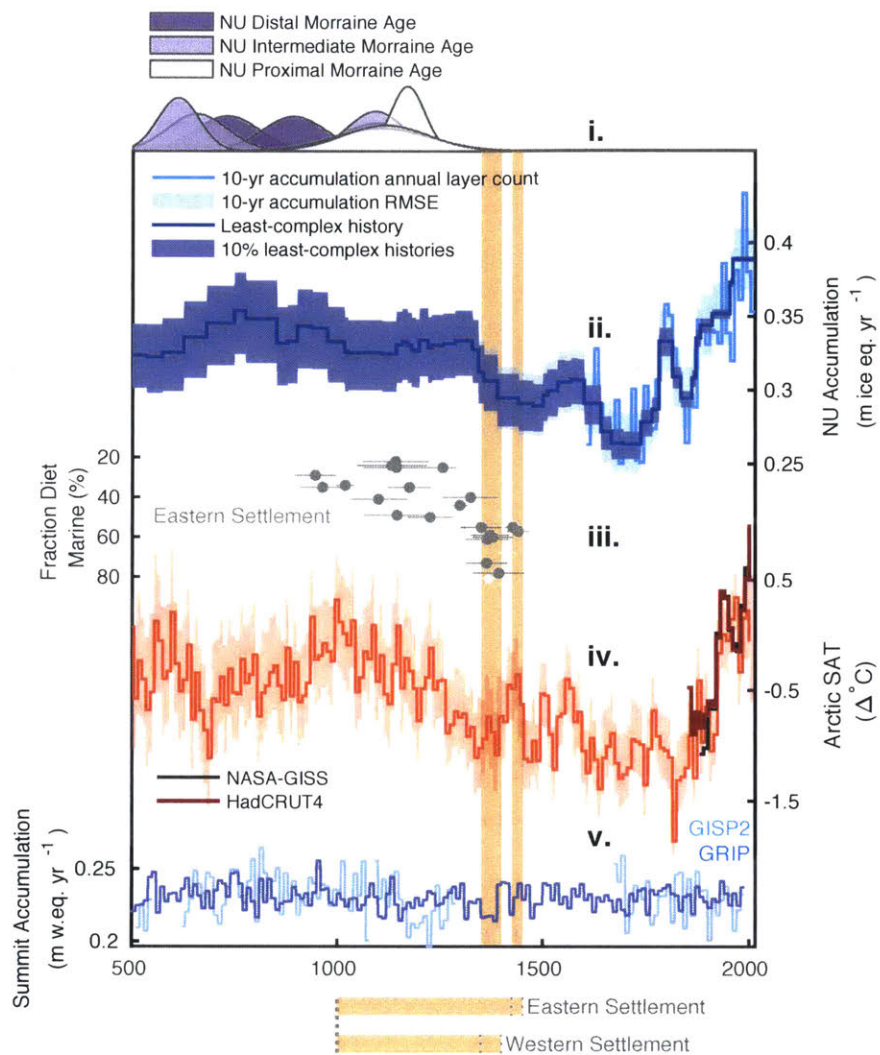 NU Distal Morraine Age
NU Intermediate Morraine Age
NU Proximal Morraine Age
i.
10-yr accumulation annual layer count
10-yr accumulation RMSE
Least-complex history
10% least-complex histories
0.4
0.35
0.3
0.25
NU Accumulation
(m ice eq. yr -1)
ii.
20
40
60
80
Fraction Diet
Marine (%)
Eastern Settlement
iii.
0.5
-0.5
-1.5
Arctic SAT
(Δ°C)
iv.
NASA-GISS
HadCRUT4
v.
GISP2
GRIP
0.25
0.2
Summit Accumulation
(m w.eq. yr -1)
500
1000
1500
2000
Eastern Settlement
Western Settlement